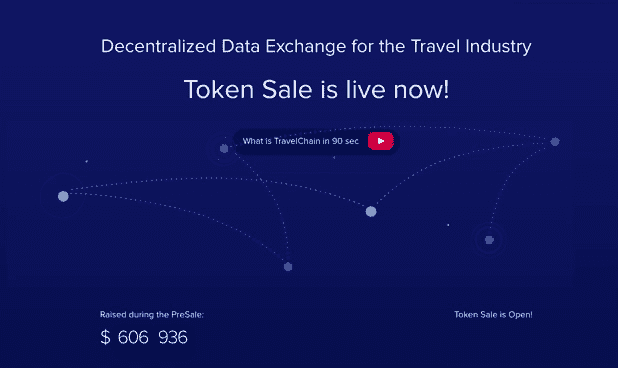 Decentralized Data Exchange for the Travel Industry
Token Sale is live now!
What is TravelChain in 90 sec
Raised during the PreSale:
Token Sale is Open!
$ 606 936